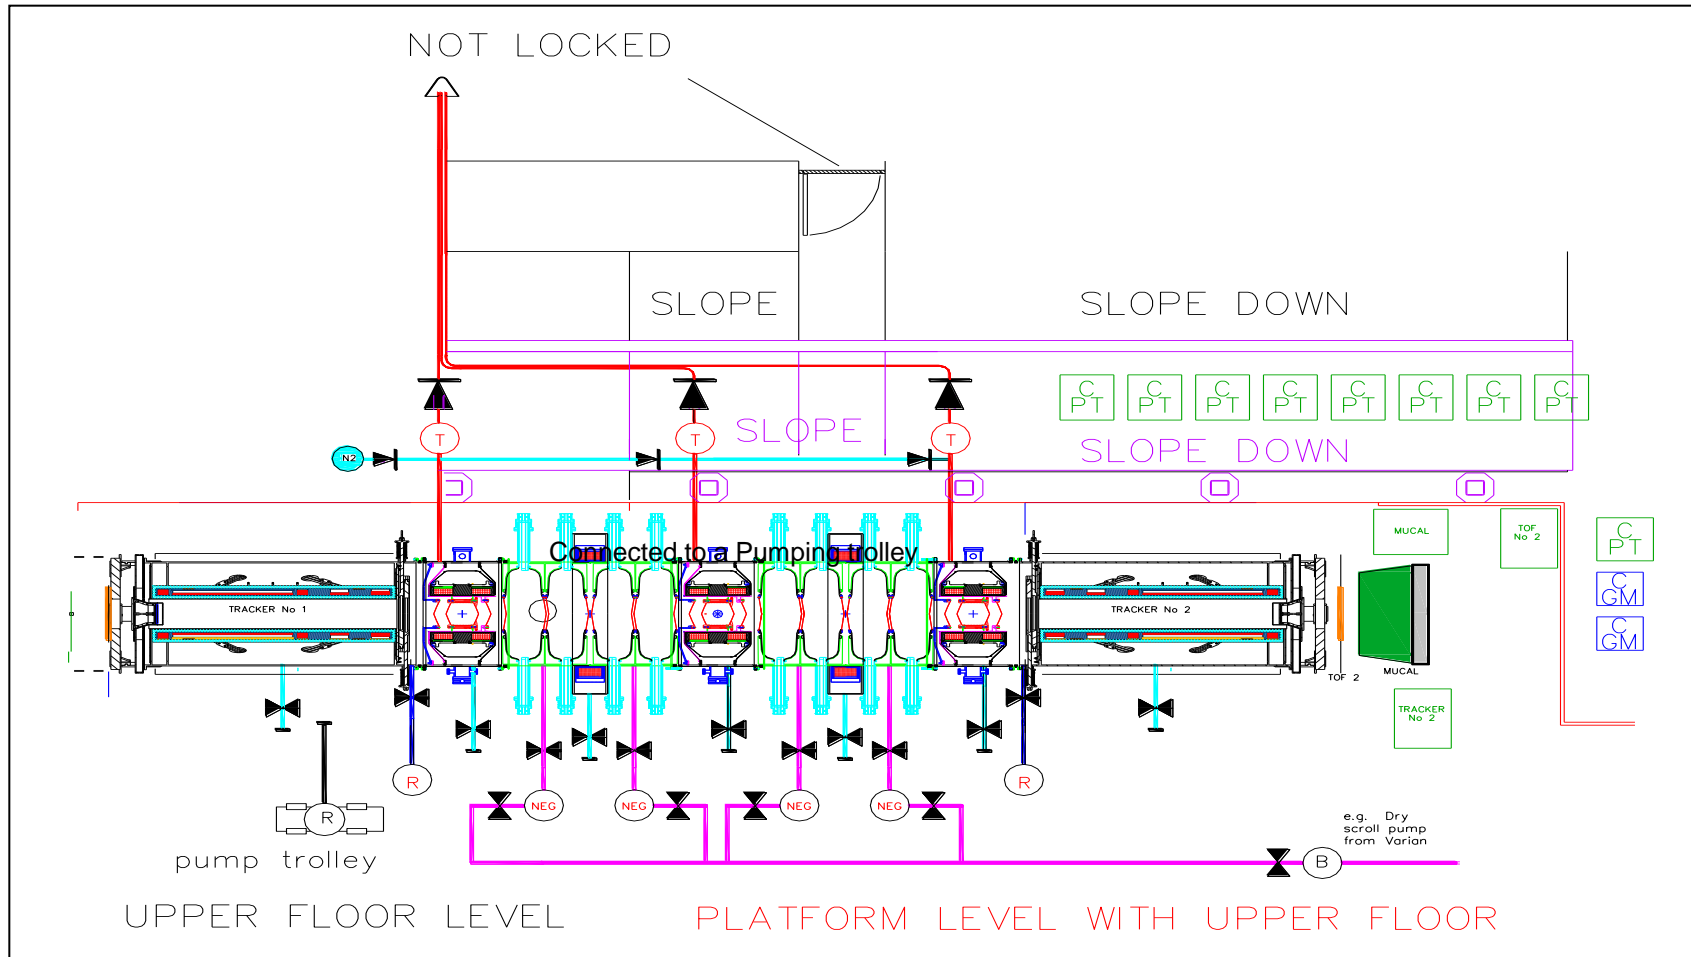 NOT LOCKED
SLOPE
SLOPE DOWN
C PT
C PT
C PT
C PT
C PT
C PT
C PT
C PT
T
T
SLOPE
T
SLOPE DOWN
N2
MUCAL
TOF No 2
C PT
Connected to a Pumping trolley
C GM
C GM
TRACKER No 1
TRACKER No 2
TOF 2
MUCAL
TRACKER No 2
R
R
NEG
NEG
NEG
NEG
R
e.g. Dry
scroll pump
from Varian
B
pump trolley
UPPER FLOOR LEVEL
PLATFORM LEVEL WITH UPPER FLOOR